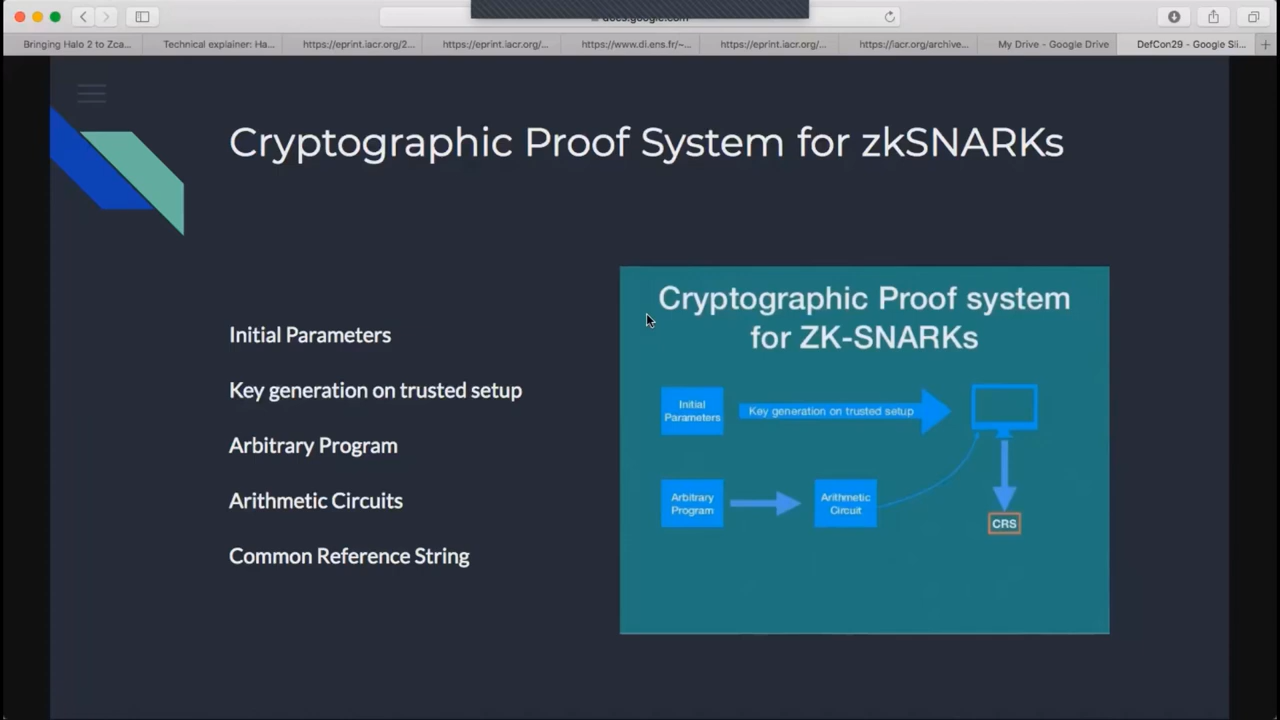 docs.google.com
Bringing Halo 2 to Zca...
Technical explainer: Ha...
https://eprint.iacr.org/2...
https://eprint.iacr.org/...
https://www.di.ens.fr/~...
https://eprint.iacr.org/...
https://iacr.org/archive...
My Drive - Google Drive
DefCon29 - Google Sli...
Cryptographic Proof System for zkSNARKs
Initial Parameters
Key generation on trusted setup
Arbitrary Program
Arithmetic Circuits
Common Reference String
Cryptographic Proof system
for ZK-SNARKs
Initial
Parameters
Key generation on trusted setup
Arbitrary
Program
Arithmetic
Circuit
CRS